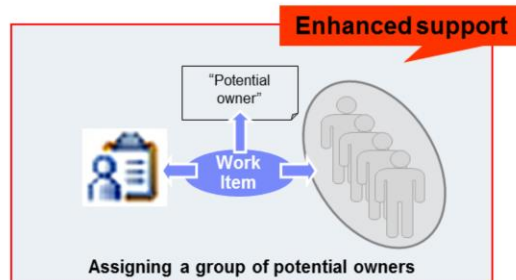 Enhanced support
“Potential
owner”
Work
Item
Assigning a group of potential owners